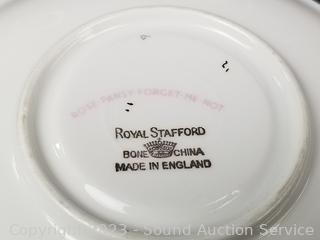 ROSE·PANSY·FORGET-ME-NOT
ROYAL STAFFORD
BONE CHINA
MADE IN ENGLAND
Copyright 2023 - Sound Auction Service